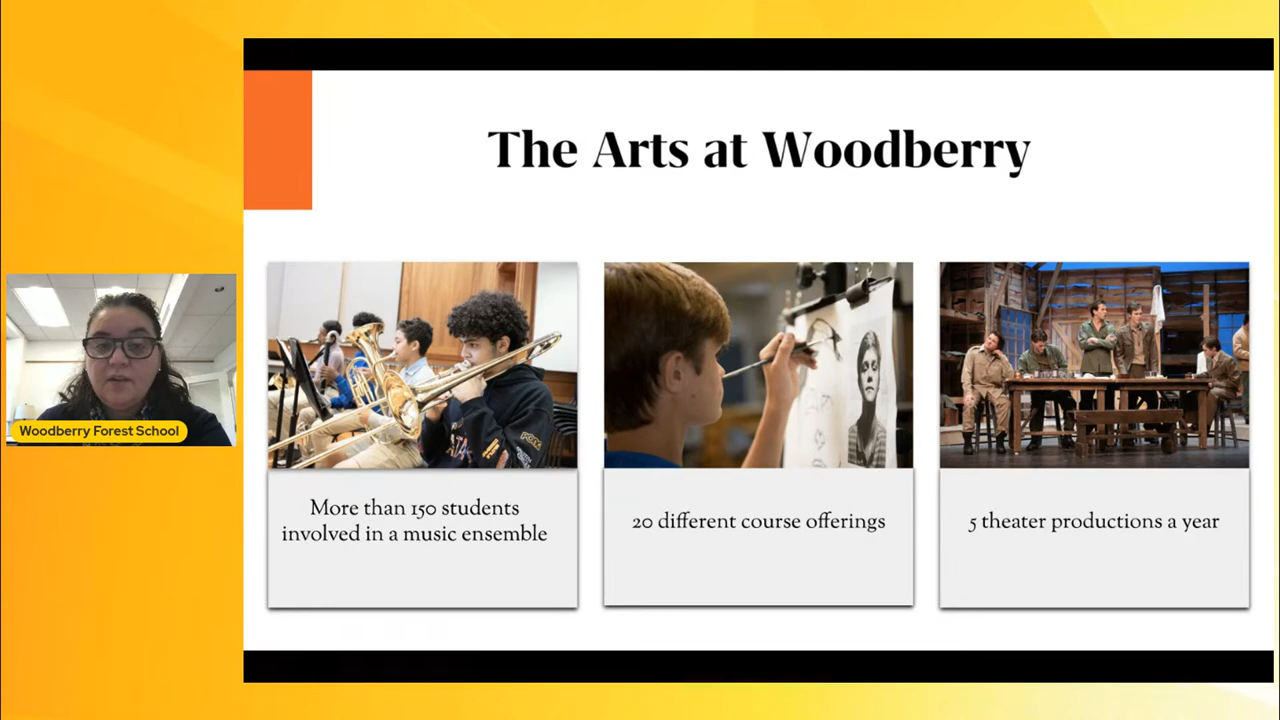 The Arts at Woodberry
Woodberry Forest School
More than 150 students
involved in a music ensemble
20 different course offerings
5 theater productions a year